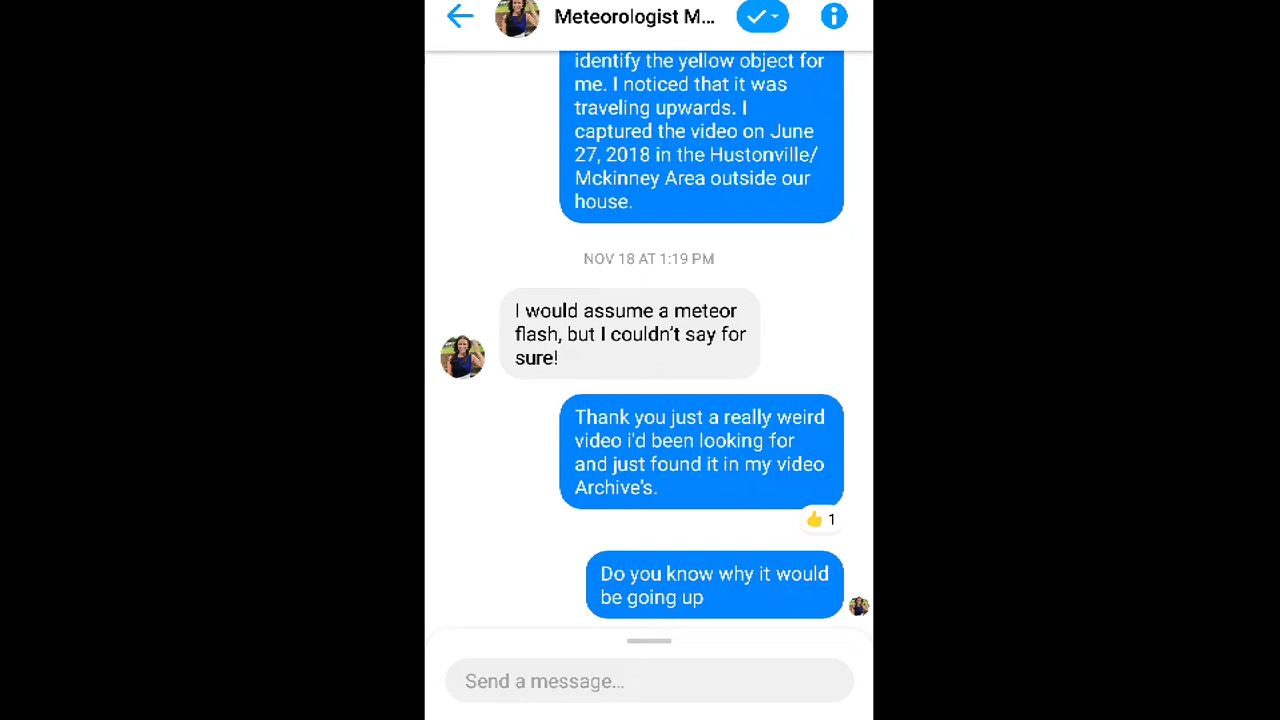 Meteorologist M...
identify the yellow object for
me. I noticed that it was
traveling upwards. I
captured the video on June
27, 2018 in the Hustonville/
Mckinney Area outside our
house.
NOV 18 AT 1:19 PM
I would assume a meteor
flash, but I couldn't say for
sure!
Thank you just a really weird
video i'd been looking for
and just found it in my video
Archive's.
1
Do you know why it would
be going up
Send a message...